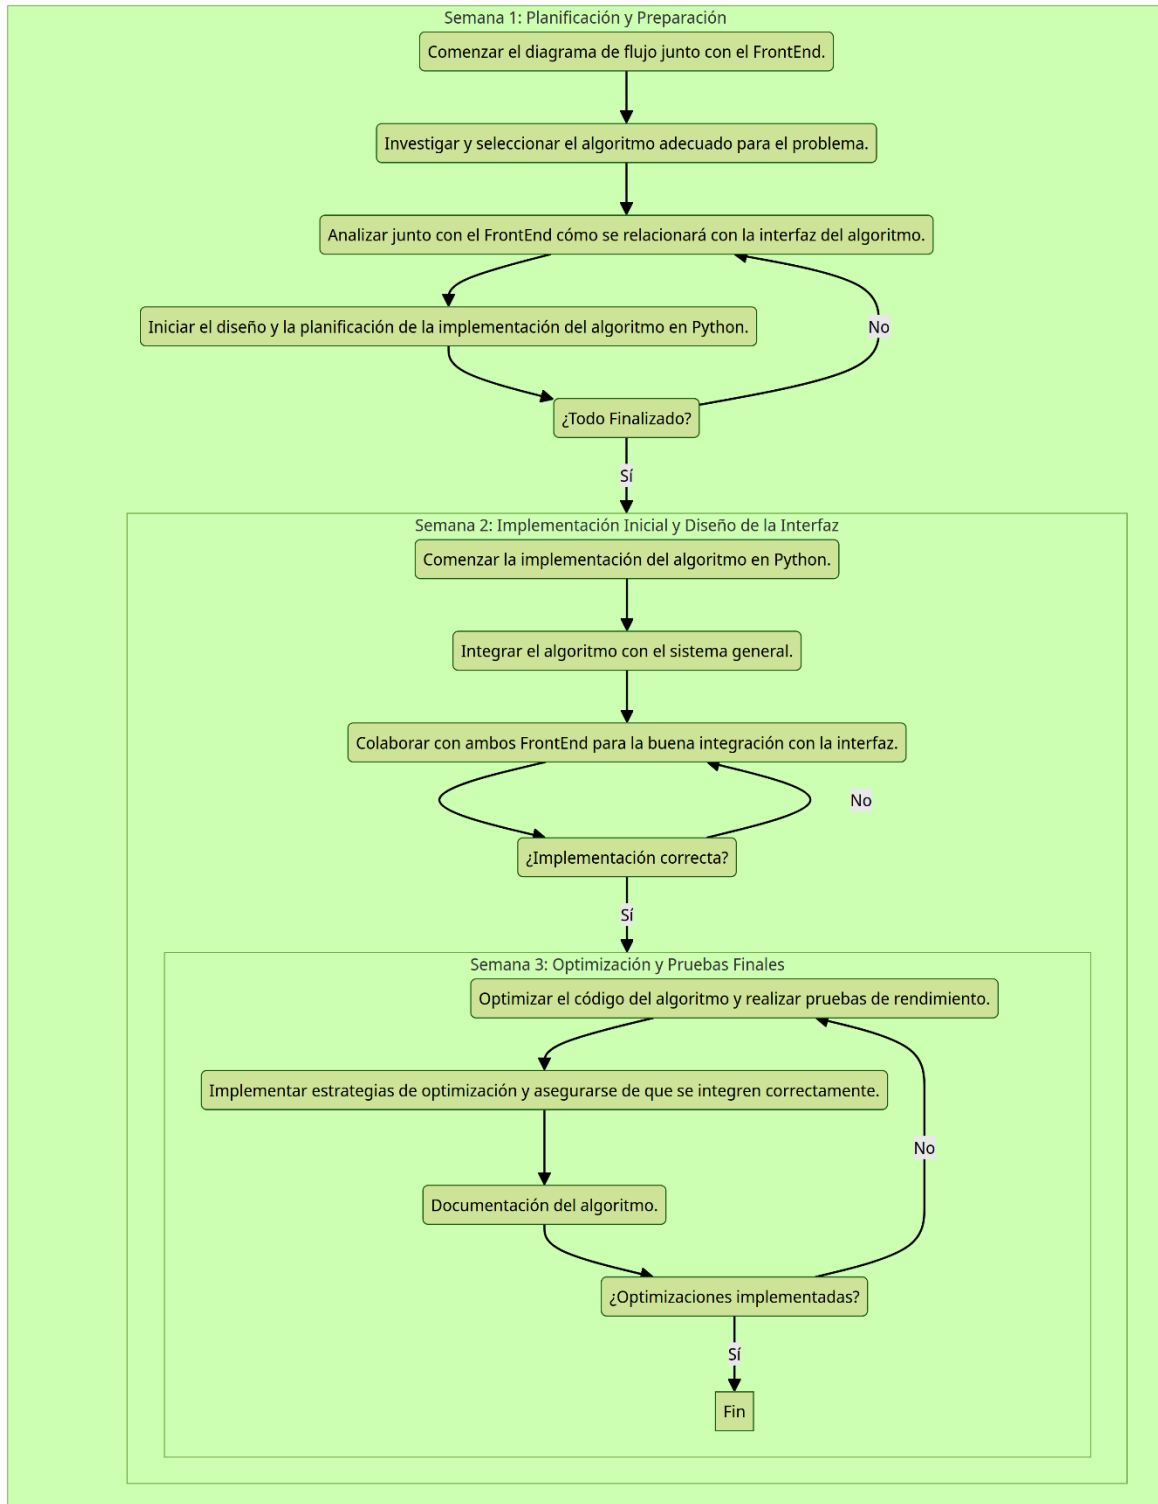 Semana 1: Planificación y Preparación
Comenzar el diagrama de flujo junto con el FrontEnd.
Investigar y seleccionar el algoritmo adecuado para el problema.
Analizar junto con el FrontEnd cómo se relacionará con la interfaz del algoritmo.
Iniciar el diseño y la planificación de la implementación del algoritmo en Python.
No
¿Todo Finalizado?
Sí
Semana 2: Implementación Inicial y Diseño de la Interfaz
Comenzar la implementación del algoritmo en Python.
Integrar el algoritmo con el sistema general.
Colaborar con ambos FrontEnd para la buena integración con la interfaz.
No
¿Implementación correcta?
Sí
Semana 3: Optimización y Pruebas Finales
Optimizar el código del algoritmo y realizar pruebas de rendimiento.
Implementar estrategias de optimización y asegurarse de que se integren correctamente.
No
Documentación del algoritmo.
¿Optimizaciones implementadas?
Sí
Fin